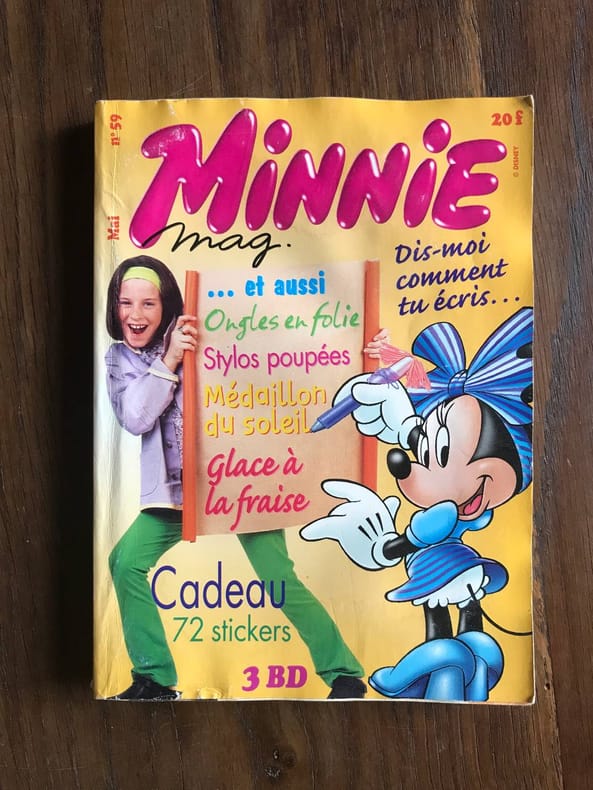 n°59
Mai
20 F
© DISNEY
MiNNiE
mag.
Dis-moi
comment
tu écris...
... et aussi
Ongles en folie
Stylos poupées
Médaillon
du soleil
Glace à
la fraise
Cadeau
72 stickers
3 BD